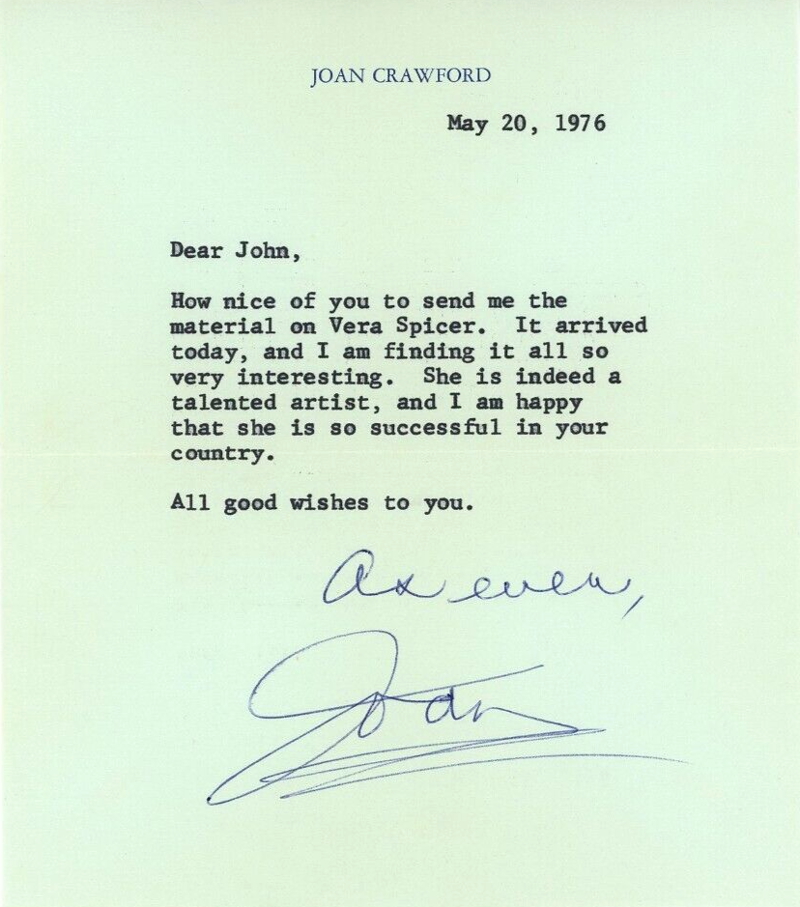 JOAN CRAWFORD
May 20, 1976
Dear John,
How nice of you to send me the
material on Vera Spicer. It arrived
today, and I am finding it all so
very interesting. She is indeed a
talented artist, and I am happy
that she is so successful in your
country.
All good wishes to you.
As ever,
Joan